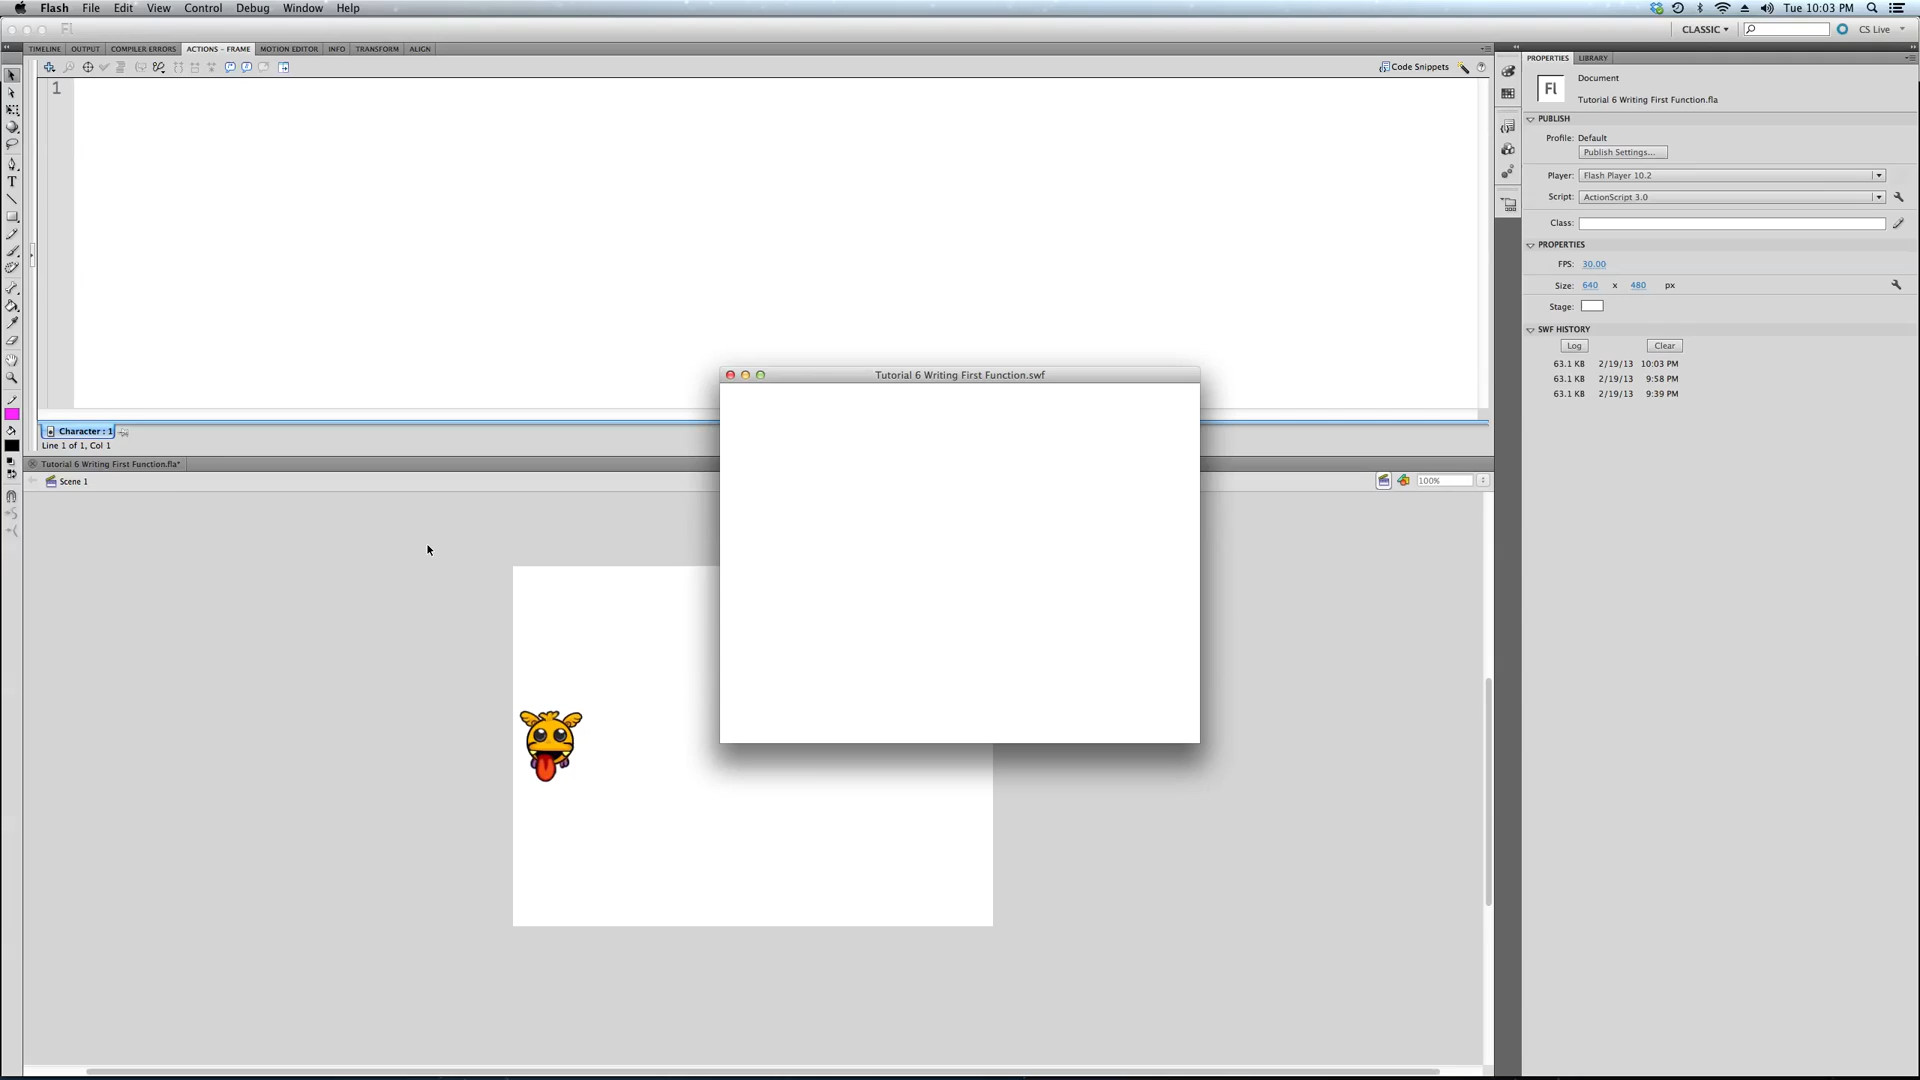 Flash File Edit View Control Debug Window Help Tue 10:03 PM
Fl CLASSIC CS Live
TIMELINE OUTPUT COMPILER ERRORS ACTIONS – FRAME MOTION EDITOR INFO TRANSFORM ALIGN
Code Snippets
1
Character : 1
Line 1 of 1, Col 1
Tutorial 6 Writing First Function.fla*
Scene 1
100%
Tutorial 6 Writing First Function.swf
PROPERTIES LIBRARY
Fl
Document
Tutorial 6 Writing First Function.fla
PUBLISH
Profile: Default
Publish Settings...
Player: Flash Player 10.2
Script: ActionScript 3.0
Class:
PROPERTIES
FPS: 30.00
Size: 640 x 480 px
Stage:
SWF HISTORY
Log Clear
63.1 KB 2/19/13 10:03 PM
63.1 KB 2/19/13 9:58 PM
63.1 KB 2/19/13 9:39 PM